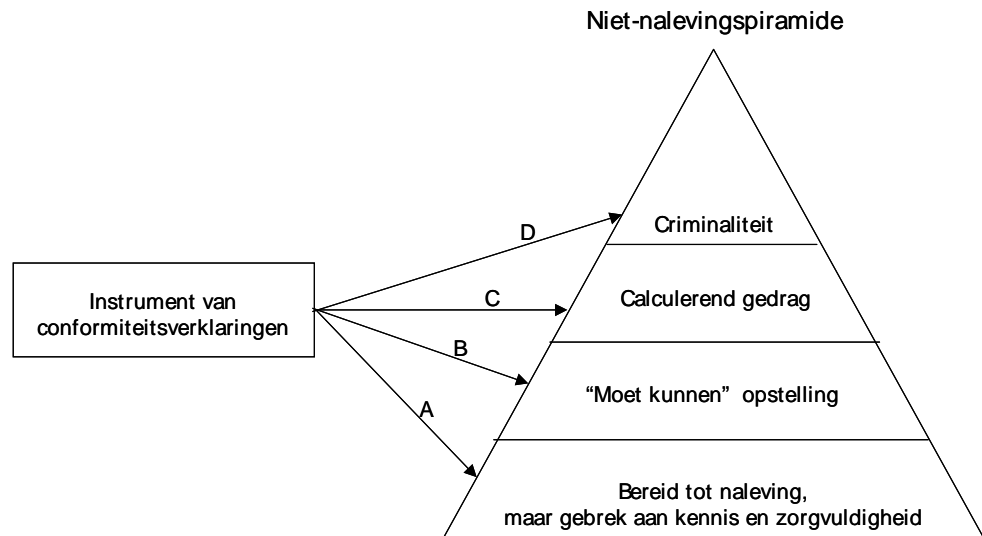 Niet-nalevingspiramide
D
Criminaliteit
Instrument van
conformiteitsverklaringen
C
Calculerend gedrag
B
“Moet kunnen” opstelling
A
Bereid tot naleving,
maar gebrek aan kennis en zorgvuldigheid